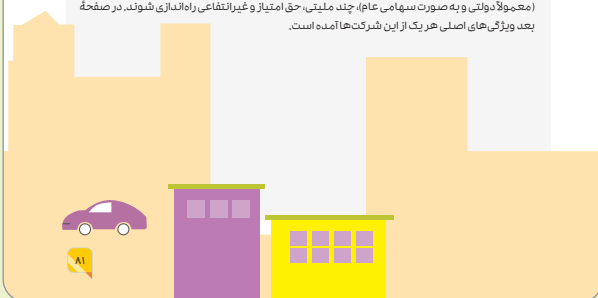 (معمولاً دولتی و به صورت سهامی عام)، چند ملیتی، حق امتیاز و غیرانتفاعی راه‌اندازی شوند. در صفحهٔ
بعد ویژگی‌های اصلی هر یک از این شرکت‌ها آمده است.
۸۱